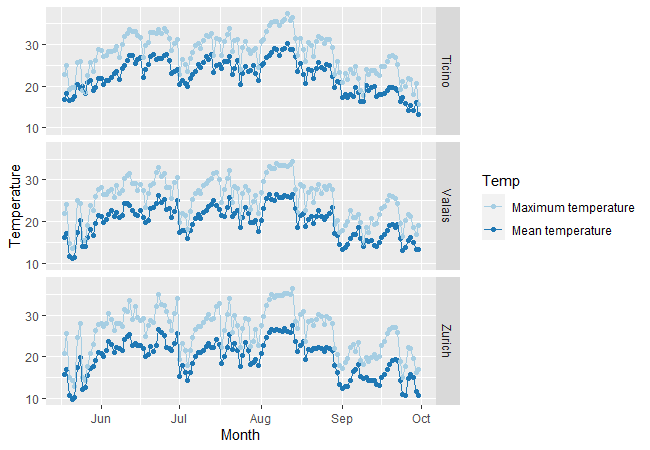 30
20
10
Ticino
30
20
10
Valais
30
20
10
Zurich
Temperature
Jun
Jul
Aug
Sep
Oct
Month
Temp
Maximum temperature
Mean temperature